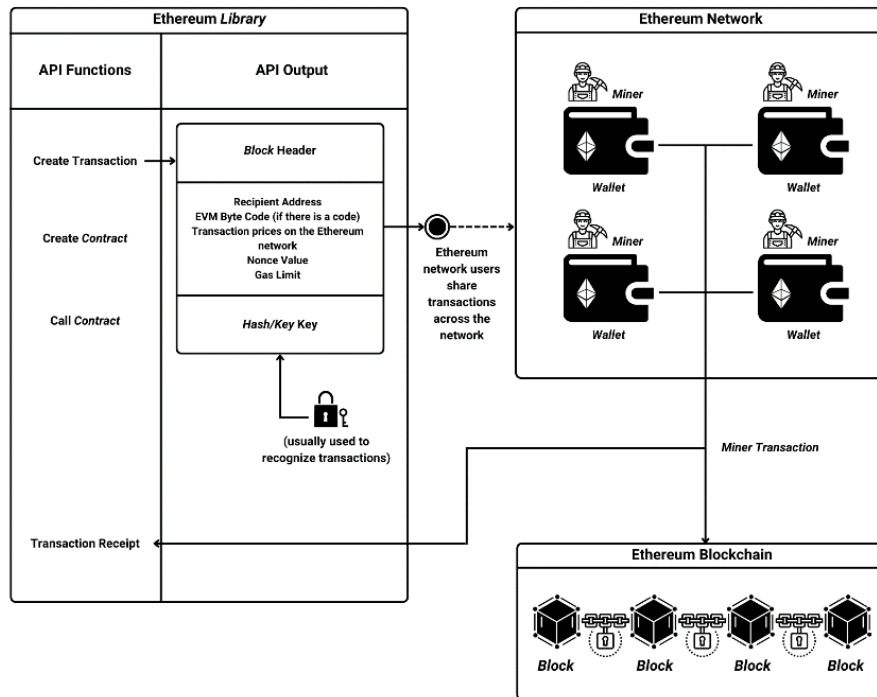 Ethereum Library
API Functions
API Output
Create Transaction
Create Contract
Call Contract
Transaction Receipt
Block Header
Recipient Address
EVM Byte Code (if there is a code)
Transaction prices on the Ethereum
network
Nonce Value
Gas Limit
Hash/Key Key
(usually used to
recognize transactions)
Ethereum
network users
share
transactions
across the
network
Ethereum Network
Miner
Wallet
Miner
Wallet
Miner
Wallet
Miner
Wallet
Miner Transaction
Ethereum Blockchain
Block
Block
Block
Block